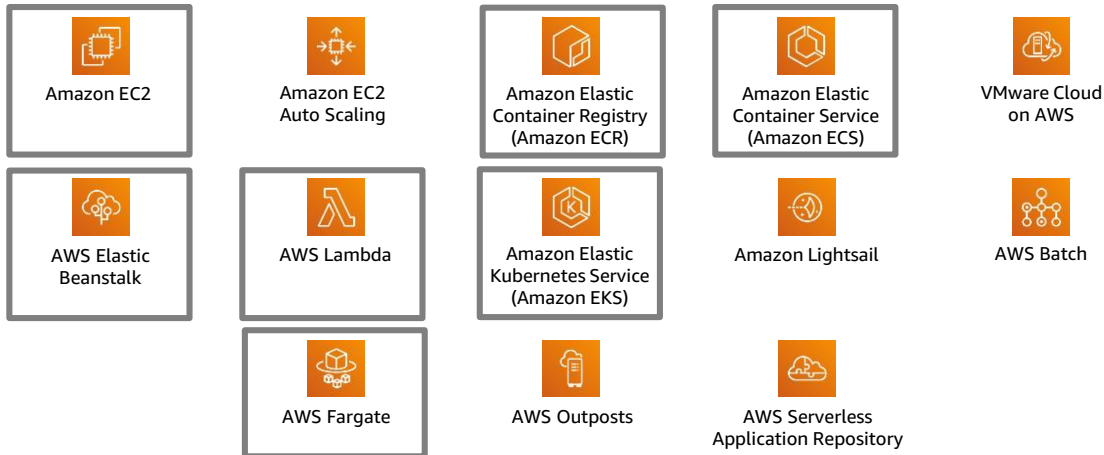 Amazon EC2
Amazon EC2
Auto Scaling
Amazon Elastic
Container Registry
(Amazon ECR)
Amazon Elastic
Container Service
(Amazon ECS)
VMware Cloud
on AWS
AWS Elastic
Beanstalk
AWS Lambda
Amazon Elastic
Kubernetes Service
(Amazon EKS)
Amazon Lightsail
AWS Batch
AWS Fargate
AWS Outposts
AWS Serverless
Application Repository